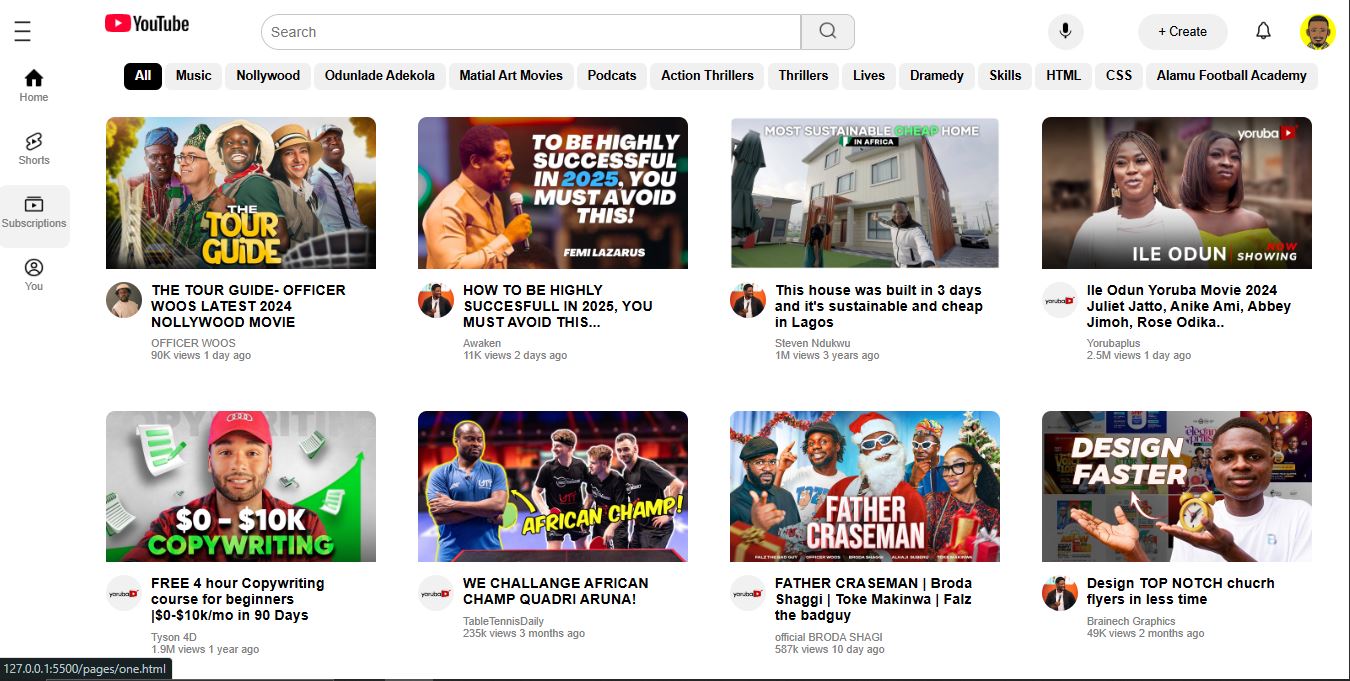 YouTube
Search
+ Create
All Music Nollywood Odunlade Adekola Matial Art Movies Podcats Action Thrillers Thrillers Lives Dramedy Skills HTML CSS Alamu Football Academy
Home
Shorts
Subscriptions
You
THE
TOUR
GUIDE
THE TOUR GUIDE- OFFICER
WOOS LATEST 2024
NOLLYWOOD MOVIE
OFFICER WOOS
90K views 1 day ago
TO BE HIGHLY
SUCCESSFUL
IN 2025, YOU
MUST AVOID
THIS!
FEMI LAZARUS
HOW TO BE HIGHLY
SUCCESFULL IN 2025, YOU
MUST AVOID THIS...
Awaken
11K views 2 days ago
MOST SUSTAINABLE CHEAP HOME
IN AFRICA
This house was built in 3 days
and it's sustainable and cheap
in Lagos
Steven Ndukwu
1M views 3 years ago
yoruba
ILE ODUN
NOW
SHOWING
yoruba
Ile Odun Yoruba Movie 2024
Juliet Jatto, Anike Ami, Abbey
Jimoh, Rose Odika..
Yorubaplus
2.5M views 1 day ago
$0 – $10K
COPYWRITING
yoruba
FREE 4 hour Copywriting
course for beginners
|$0-$10k/mo in 90 Days
Tyson 4D
1.9M views 1 year ago
AFRICAN CHAMP!
yoruba
WE CHALLANGE AFRICAN
CHAMP QUADRI ARUNA!
TableTennisDaily
235k views 3 months ago
FATHER
CRASEMAN
FALZ THE BAD GUY OFFICER WOOS BRODA SHAGGI ALHAJI SUBERU TOKE MAKINWA
yoruba
FATHER CRASEMAN | Broda
Shaggi | Toke Makinwa | Falz
the badguy
official BRODA SHAGI
587k views 10 day ago
DESIGN
FASTER
Design TOP NOTCH chucrh
flyers in less time
Brainech Graphics
49K views 2 months ago
127.0.0.1:5500/pages/one.html